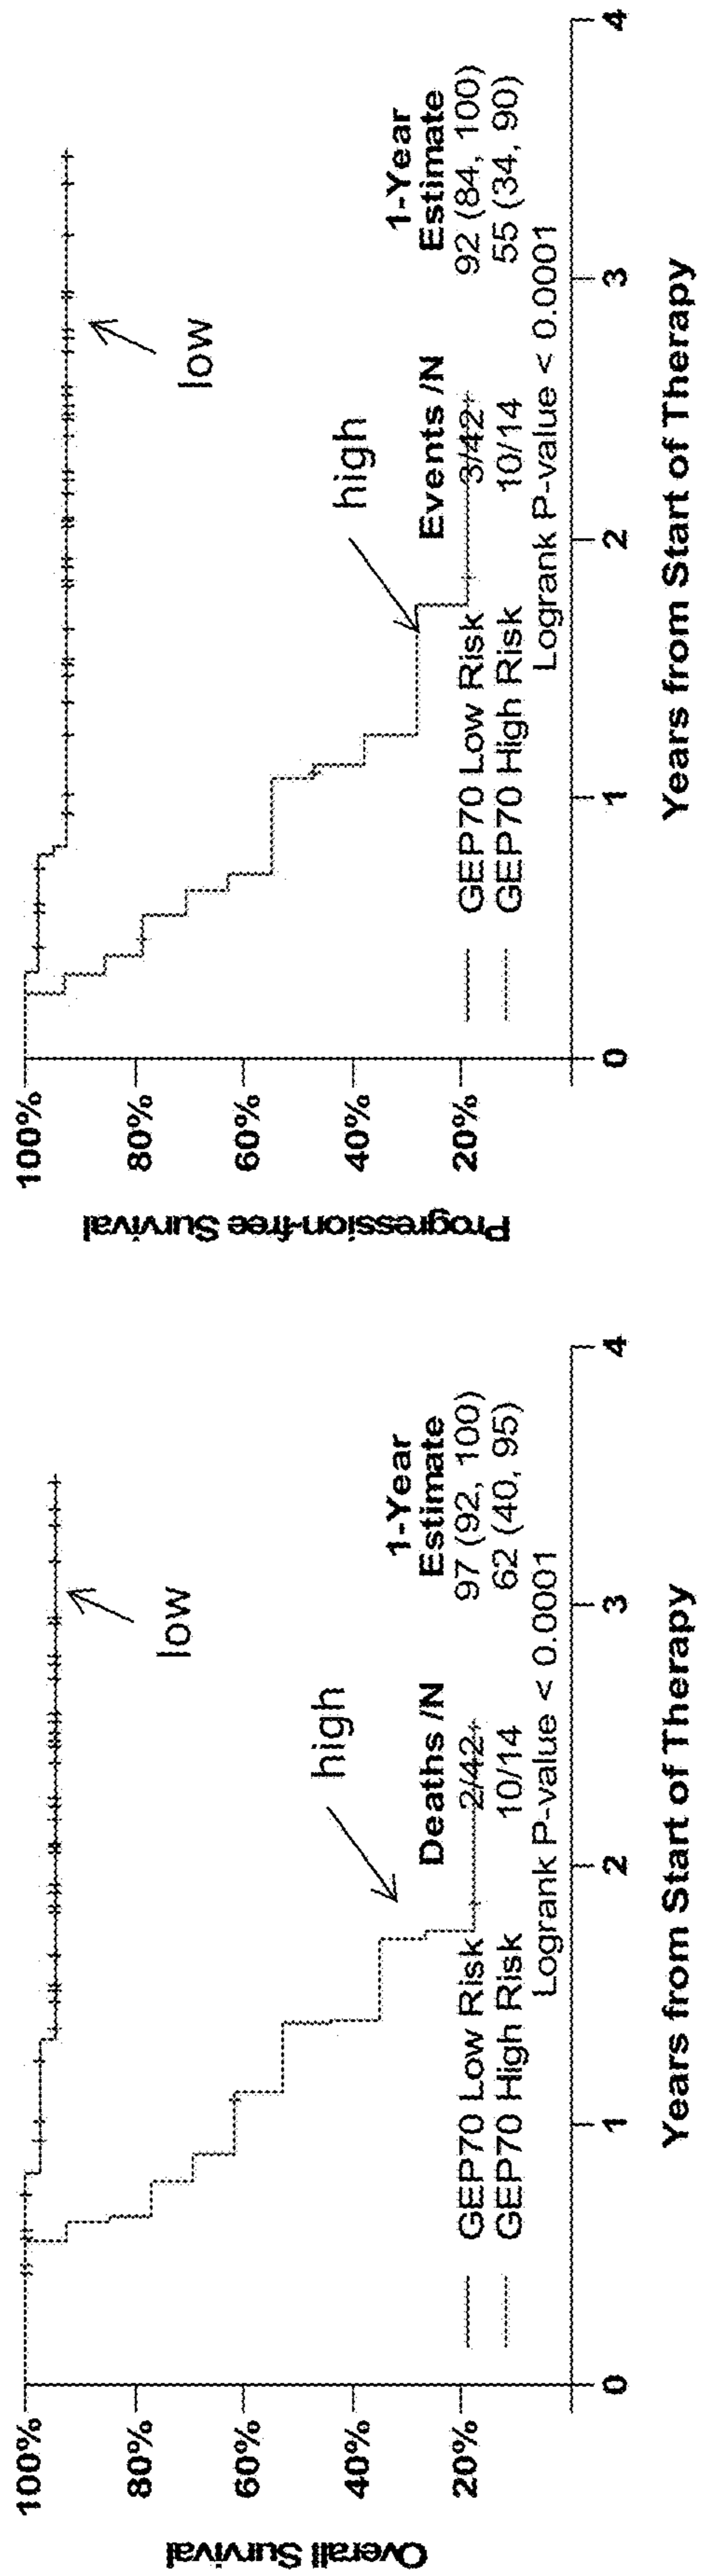 Overall Survival
100%
80%
60%
40%
20%
low
high
Deaths /N
1-Year
Estimate
GEP70 Low Risk 2/42 97 (92, 100)
GEP70 High Risk 10/14 62 (40, 95)
Logrank P-value < 0.0001
0 1 2 3 4
Years from Start of Therapy
Progression-free Survival
100%
80%
60%
40%
20%
low
high
Events /N
1-Year
Estimate
GEP70 Low Risk 3/42 92 (84, 100)
GEP70 High Risk 10/14 55 (34, 90)
Logrank P-value < 0.0001
0 1 2 3 4
Years from Start of Therapy